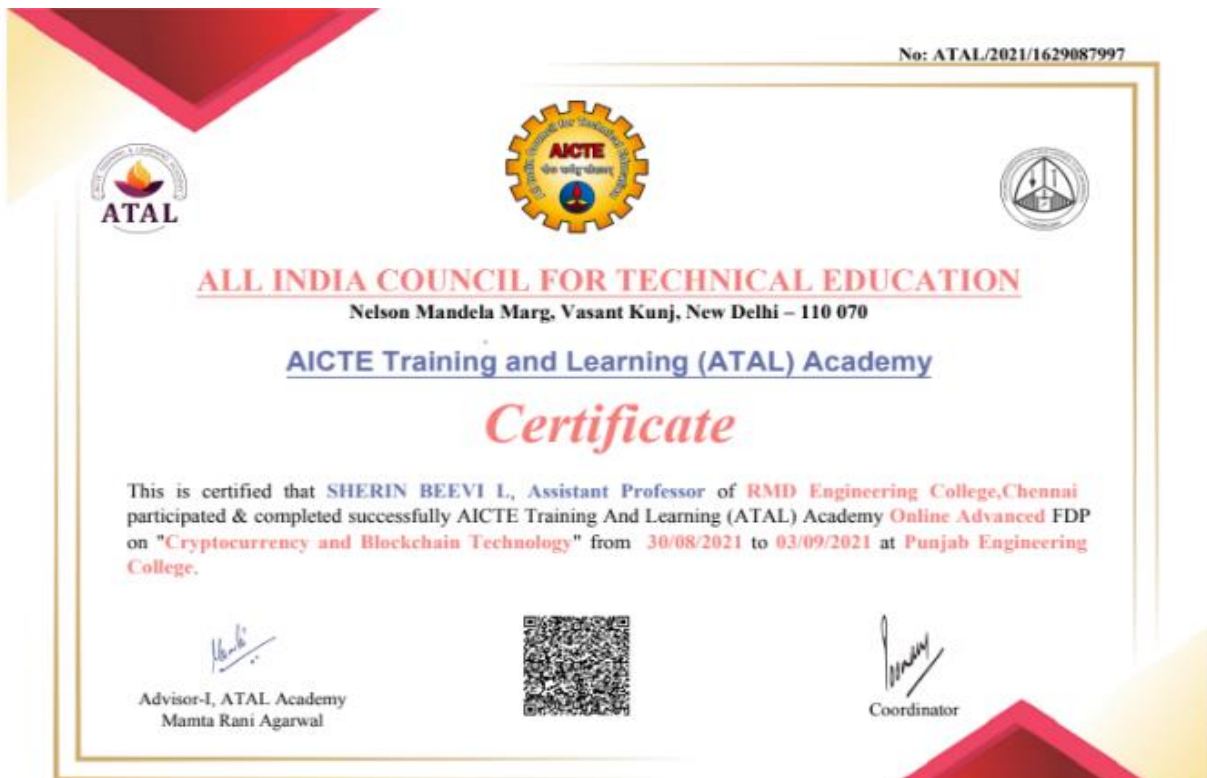 No: ATAL/2021/1629087997
AICTE
ATAL
ALL INDIA COUNCIL FOR TECHNICAL EDUCATION
Nelson Mandela Marg, Vasant Kunj, New Delhi – 110 070
AICTE Training and Learning (ATAL) Academy
Certificate
This is certified that SHERIN BEEVI L, Assistant Professor of RMD Engineering College,Chennai
participated & completed successfully AICTE Training And Learning (ATAL) Academy Online Advanced FDP
on "Cryptocurrency and Blockchain Technology" from 30/08/2021 to 03/09/2021 at Punjab Engineering
College.
Advisor-I, ATAL Academy
Mamta Rani Agarwal
Coordinator